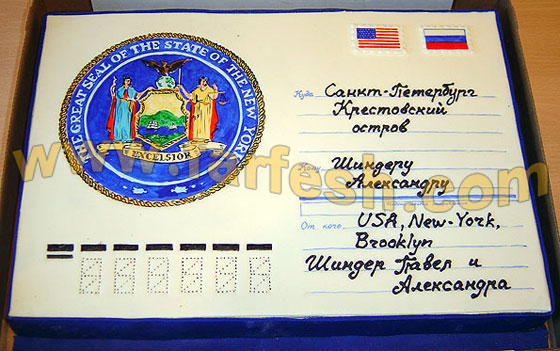 THE GREAT SEAL OF THE STATE OF THE NEW YORK
EXCELSIOR
Куда Санкт-Петербург
Крестовский
остров
www.farfesh.com
Кому Шиндеру
Александру
От кого USA, New-York,
Brooklyn
Шиндер Павел и
Александра